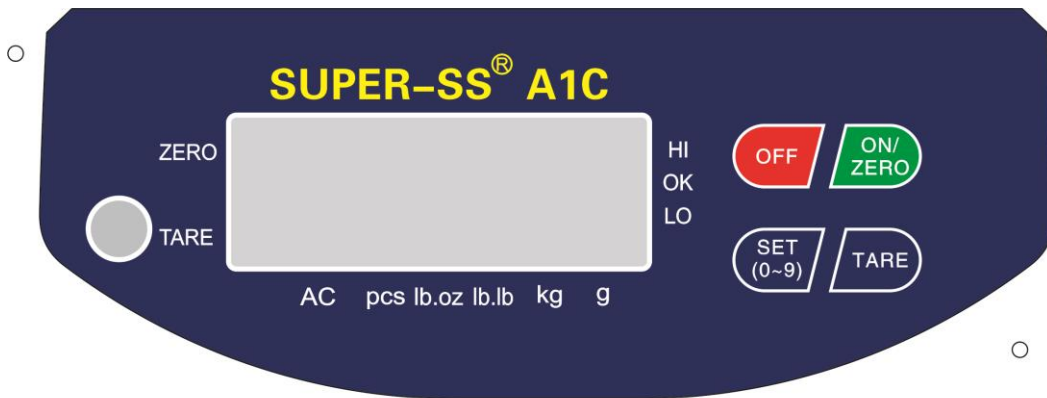 SUPER-SS® A1C
ZERO
HI
OFF
ON/
ZERO
OK
LO
TARE
SET
(0~9)
TARE
AC pcs lb.oz lb.lb kg g